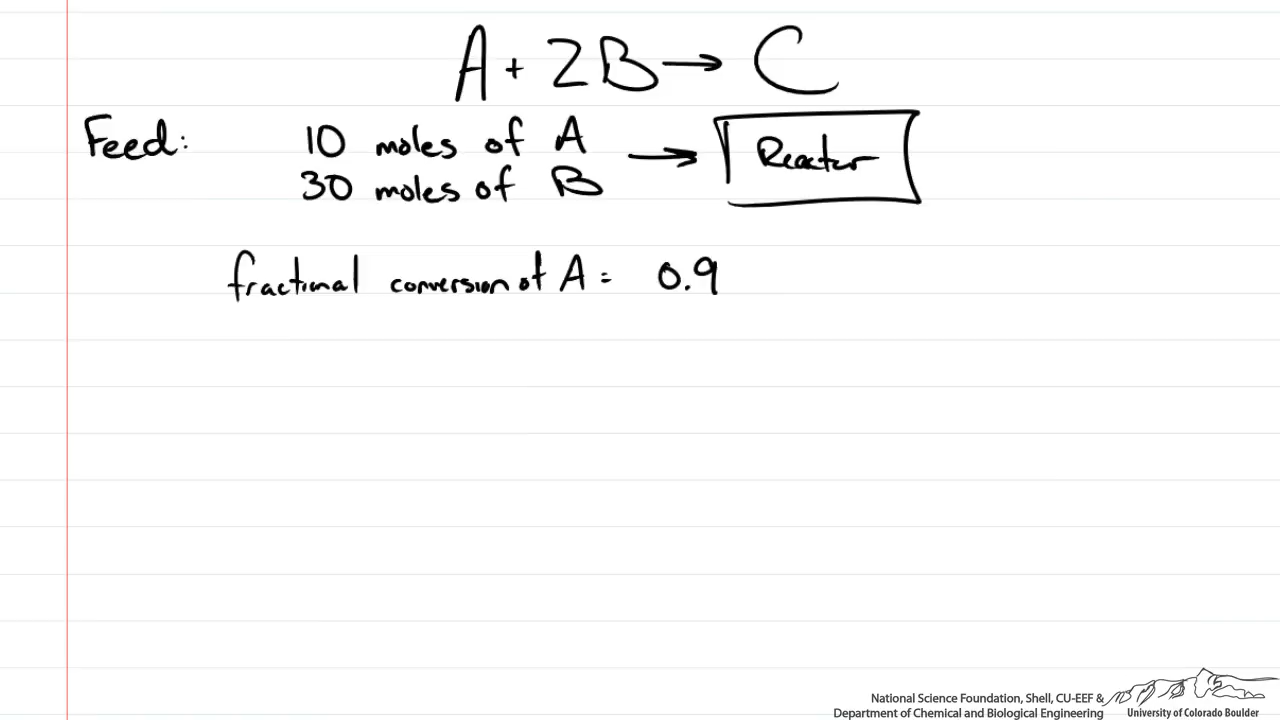 A + 2B → C
Feed: 10 moles of A → Reactor
30 moles of B
fractional conversion of A = 0.9
National Science Foundation, Shell, CU-EEF &
Department of Chemical and Biological Engineering
University of Colorado Boulder